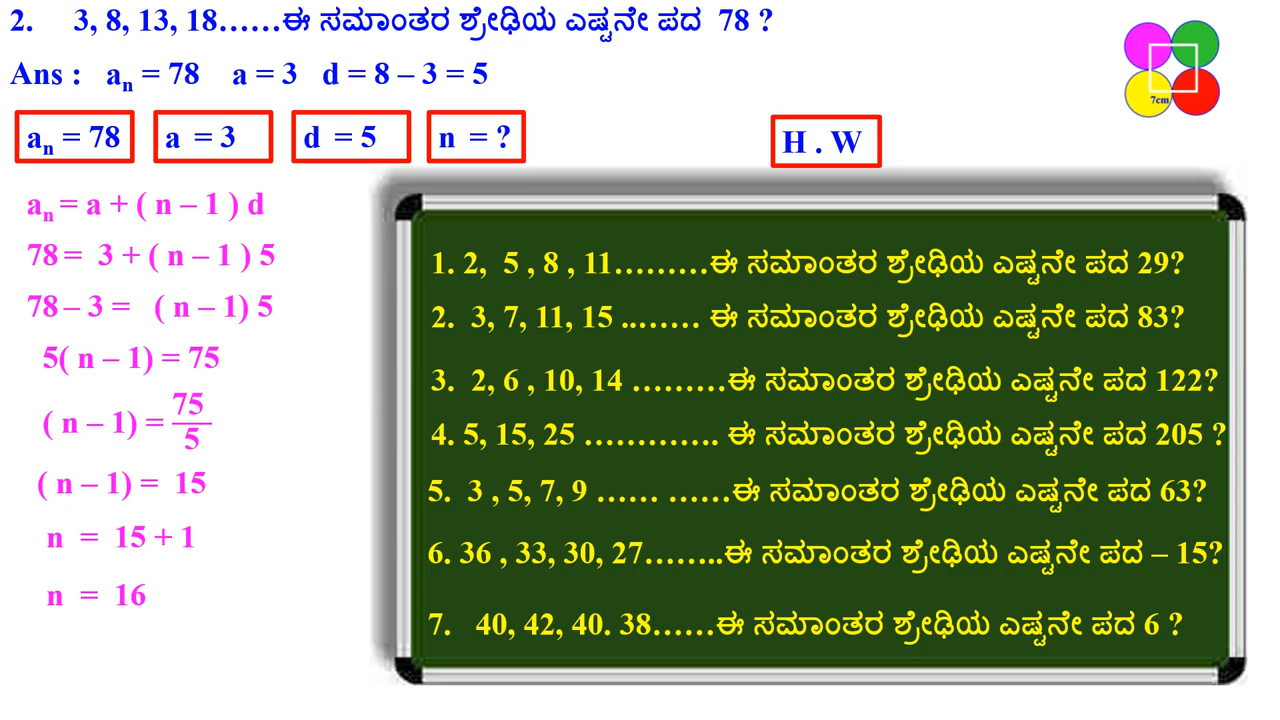 2. 3, 8, 13, 18......ಈ ಸಮಾಂತರ ಶ್ರೇಢಿಯ ಎಷ್ಟನೇ ಪದ 78 ?
Ans : aₙ = 78 a = 3 d = 8 – 3 = 5
aₙ = 78 a = 3 d = 5 n = ?
H . W
7cm
aₙ = a + ( n – 1 ) d
78 = 3 + ( n – 1 ) 5
78 – 3 = ( n – 1) 5
5( n – 1) = 75
( n – 1) = 75/5
( n – 1) = 15
n = 15 + 1
n = 16
1. 2, 5 , 8 , 11.........ಈ ಸಮಾಂತರ ಶ್ರೇಢಿಯ ಎಷ್ಟನೇ ಪದ 29?
2. 3, 7, 11, 15 ........ ಈ ಸಮಾಂತರ ಶ್ರೇಢಿಯ ಎಷ್ಟನೇ ಪದ 83?
3. 2, 6 , 10, 14 .........ಈ ಸಮಾಂತರ ಶ್ರೇಢಿಯ ಎಷ್ಟನೇ ಪದ 122?
4. 5, 15, 25 ............. ಈ ಸಮಾಂತರ ಶ್ರೇಢಿಯ ಎಷ್ಟನೇ ಪದ 205 ?
5. 3 , 5, 7, 9 ...... ......ಈ ಸಮಾಂತರ ಶ್ರೇಢಿಯ ಎಷ್ಟನೇ ಪದ 63?
6. 36 , 33, 30, 27........ಈ ಸಮಾಂತರ ಶ್ರೇಢಿಯ ಎಷ್ಟನೇ ಪದ – 15?
7. 40, 42, 40. 38......ಈ ಸಮಾಂತರ ಶ್ರೇಢಿಯ ಎಷ್ಟನೇ ಪದ 6 ?